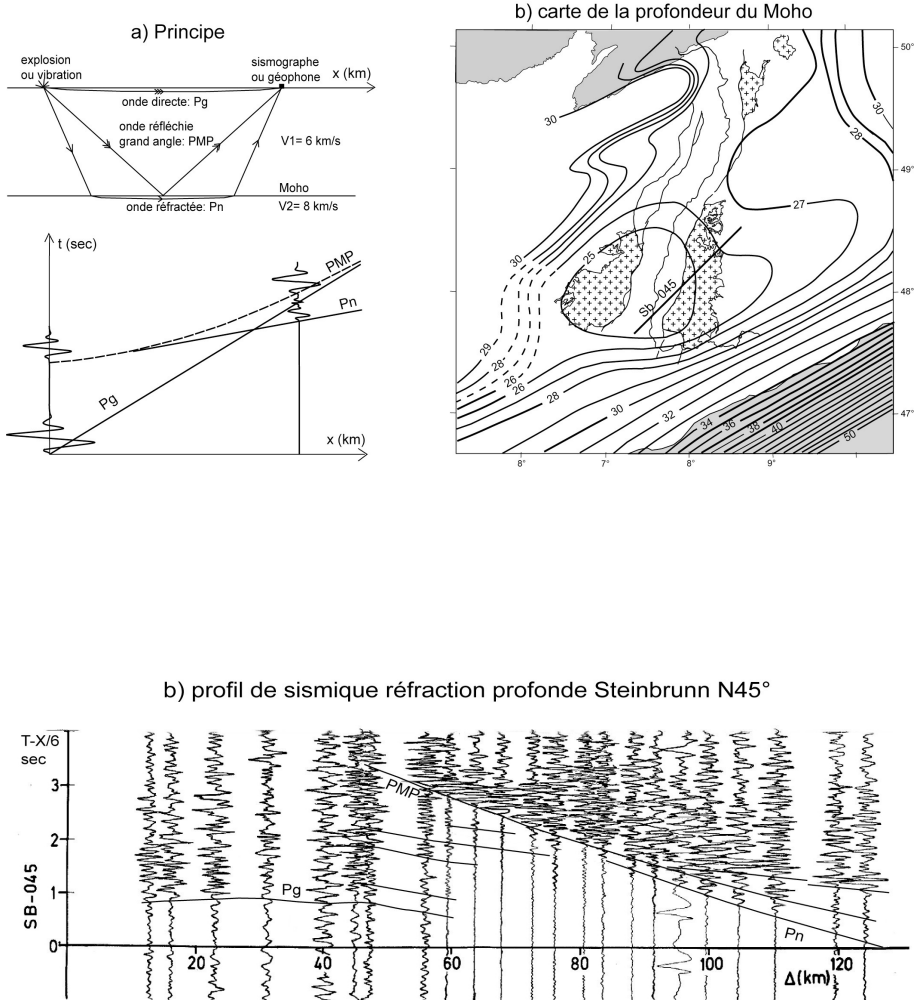 a) Principe
explosion
ou vibration
sismographe
ou géophone
x (km)
onde directe: Pg
onde réfléchie
grand angle: PMP
V1= 6 km/s
Moho
onde réfractée: Pn
V2= 8 km/s
t (sec)
PMP
Pn
Pg
x (km)
b) carte de la profondeur du Moho
50°
30
28
30
49°
27
30
25
Sb-045
48°
29
28
26
26
28
30
32
34
36
38
40
50
47°
8°
7°
8°
9°
b) profil de sismique réfraction profonde Steinbrunn N45°
T-X/6
sec
3
PMP
2
SB-045
1
Pg
Pn
0
20
40
60
80
100
120
Δ(km)